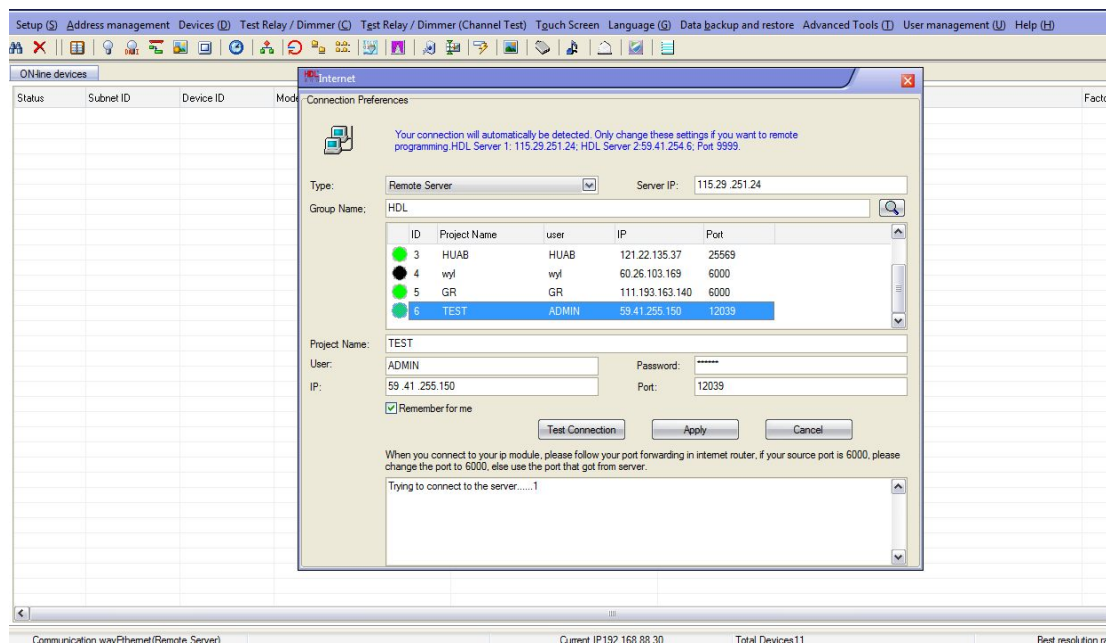 Setup (S) Address management Devices (D) Test Relay / Dimmer (C) Test Relay / Dimmer (Channel Test) Touch Screen Language (G) Data backup and restore Advanced Tools (T) User management (U) Help (H)
ON-line devices
Status Subnet ID Device ID Mode Facto
HDL Internet
Connection Preferences
Your connection will automatically be detected. Only change these settings if you want to remote
programming.HDL Server 1: 115.29.251.24; HDL Server 2:59.41.254.6; Port 9999.
Type: Remote Server Server IP: 115.29 .251.24
Group Name: HDL
ID Project Name user IP Port
3 HUAB HUAB 121.22.135.37 25569
4 wyl wyl 60.26.103.169 6000
5 GR GR 111.193.163.140 6000
6 TEST ADMIN 59.41.255.150 12039
Project Name: TEST
User: ADMIN Password: ******
IP: 59 .41 .255.150 Port: 12039
Remember for me
Test Connection Apply Cancel
When you connect to your ip module, please follow your port forwarding in internet router, if your source port is 6000, please
change the port to 6000, else use the port that got from server.
Trying to connect to the server......1
Communication wayEthernet(Remote Server) Current IP192.168.88.30 Total Devices11 Best resolution ra